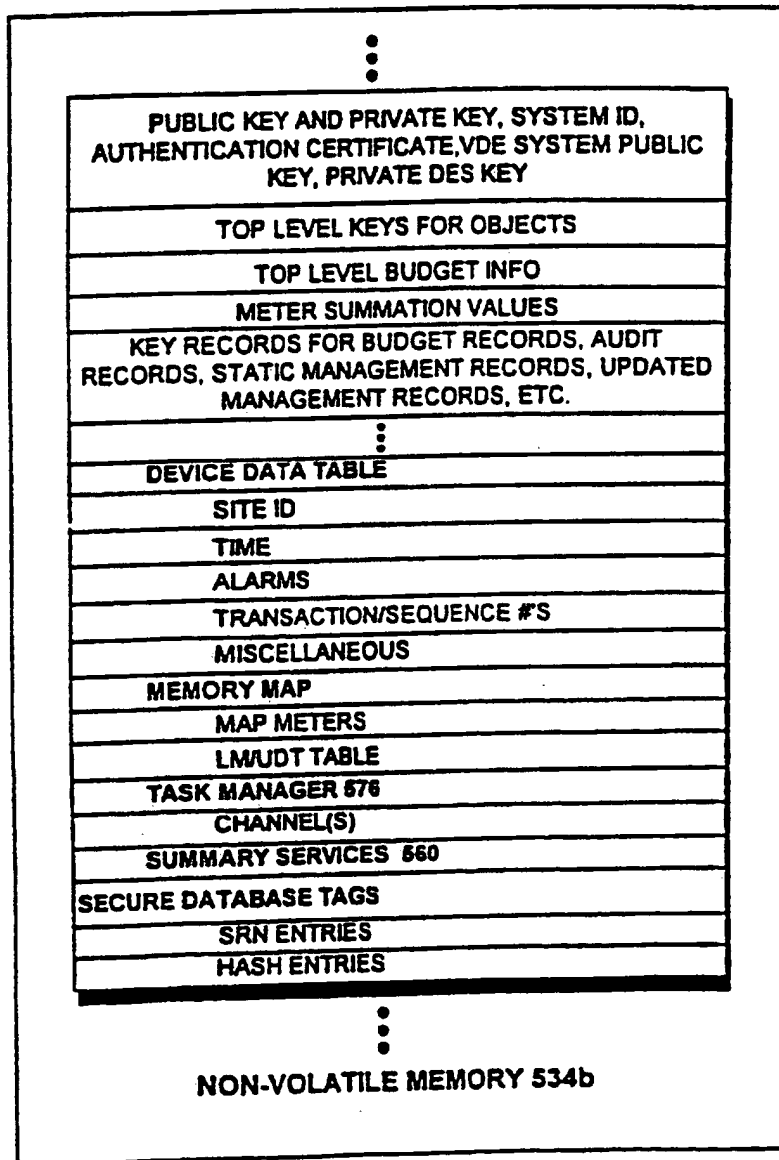 PUBLIC KEY AND PRIVATE KEY, SYSTEM ID,
AUTHENTICATION CERTIFICATE,VDE SYSTEM PUBLIC
KEY, PRIVATE DES KEY
TOP LEVEL KEYS FOR OBJECTS
TOP LEVEL BUDGET INFO
METER SUMMATION VALUES
KEY RECORDS FOR BUDGET RECORDS, AUDIT
RECORDS, STATIC MANAGEMENT RECORDS, UPDATED
MANAGEMENT RECORDS, ETC.
DEVICE DATA TABLE
SITE ID
TIME
ALARMS
TRANSACTION/SEQUENCE #'S
MISCELLANEOUS
MEMORY MAP
MAP METERS
LM/UDT TABLE
TASK MANAGER 576
CHANNEL(S)
SUMMARY SERVICES 560
SECURE DATABASE TAGS
SRN ENTRIES
HASH ENTRIES
NON-VOLATILE MEMORY 534b